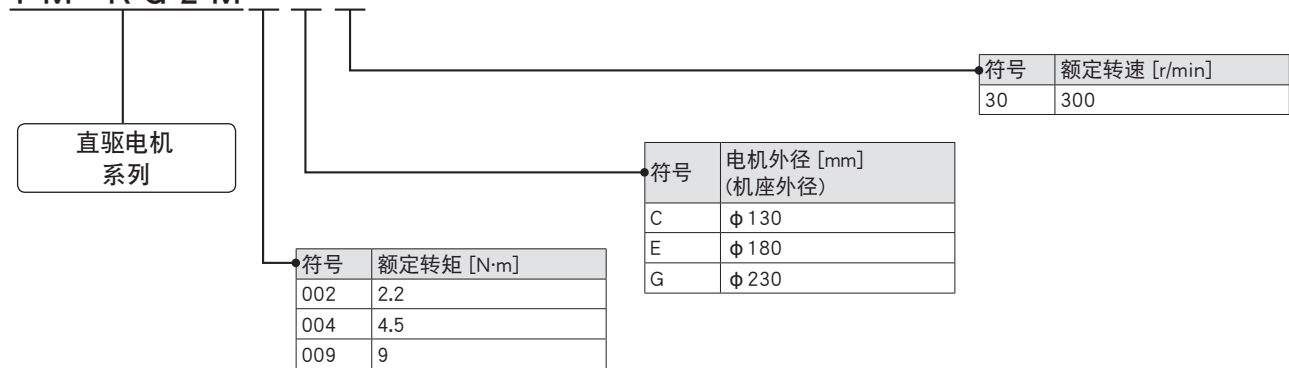 符号 额定转速 [r/min]
30 300
直驱电机
系列
符号 电机外径 [mm]
(机座外径)
C φ130
E φ180
G φ230
符号 额定转矩 [N·m]
002 2.2
004 4.5
009 9